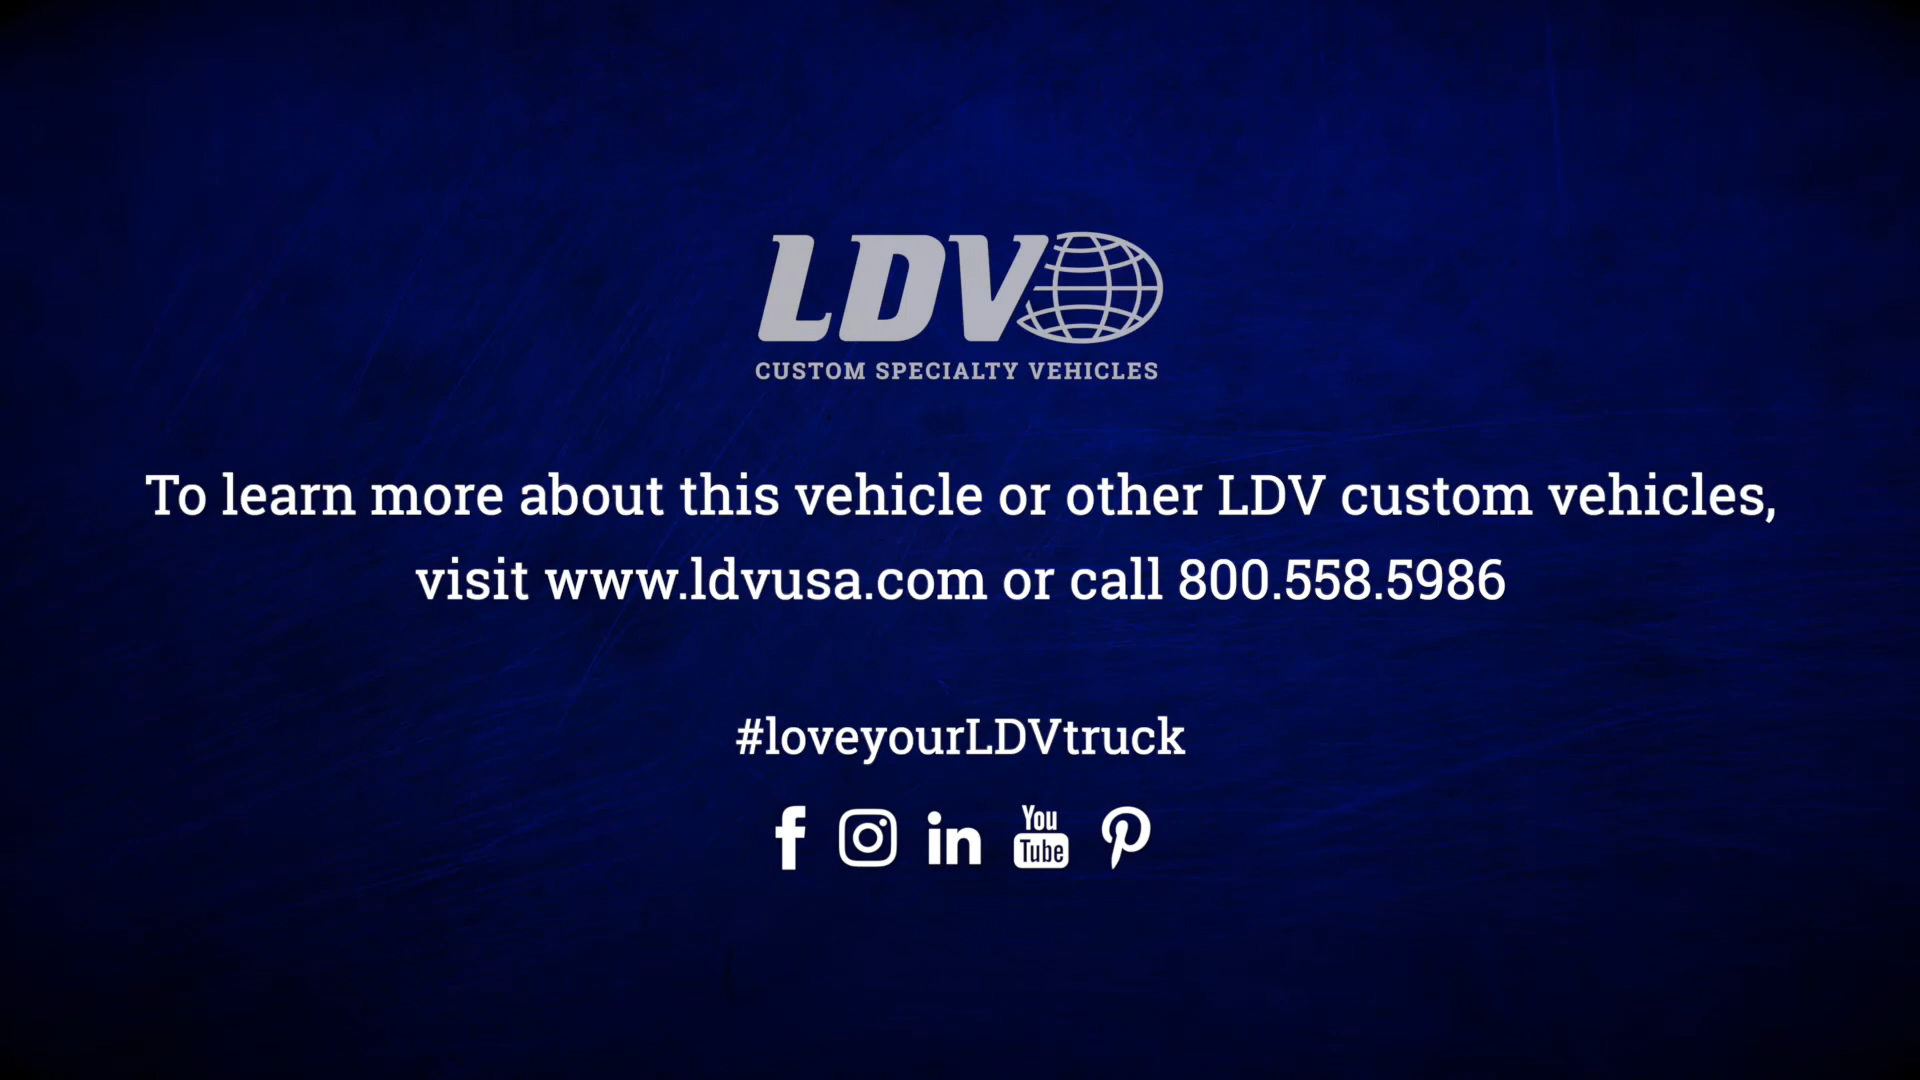 LDV
CUSTOM SPECIALTY VEHICLES
To learn more about this vehicle or other LDV custom vehicles,
visit www.ldvusa.com or call 800.558.5986
#loveyourLDVtruck
f in You Tube